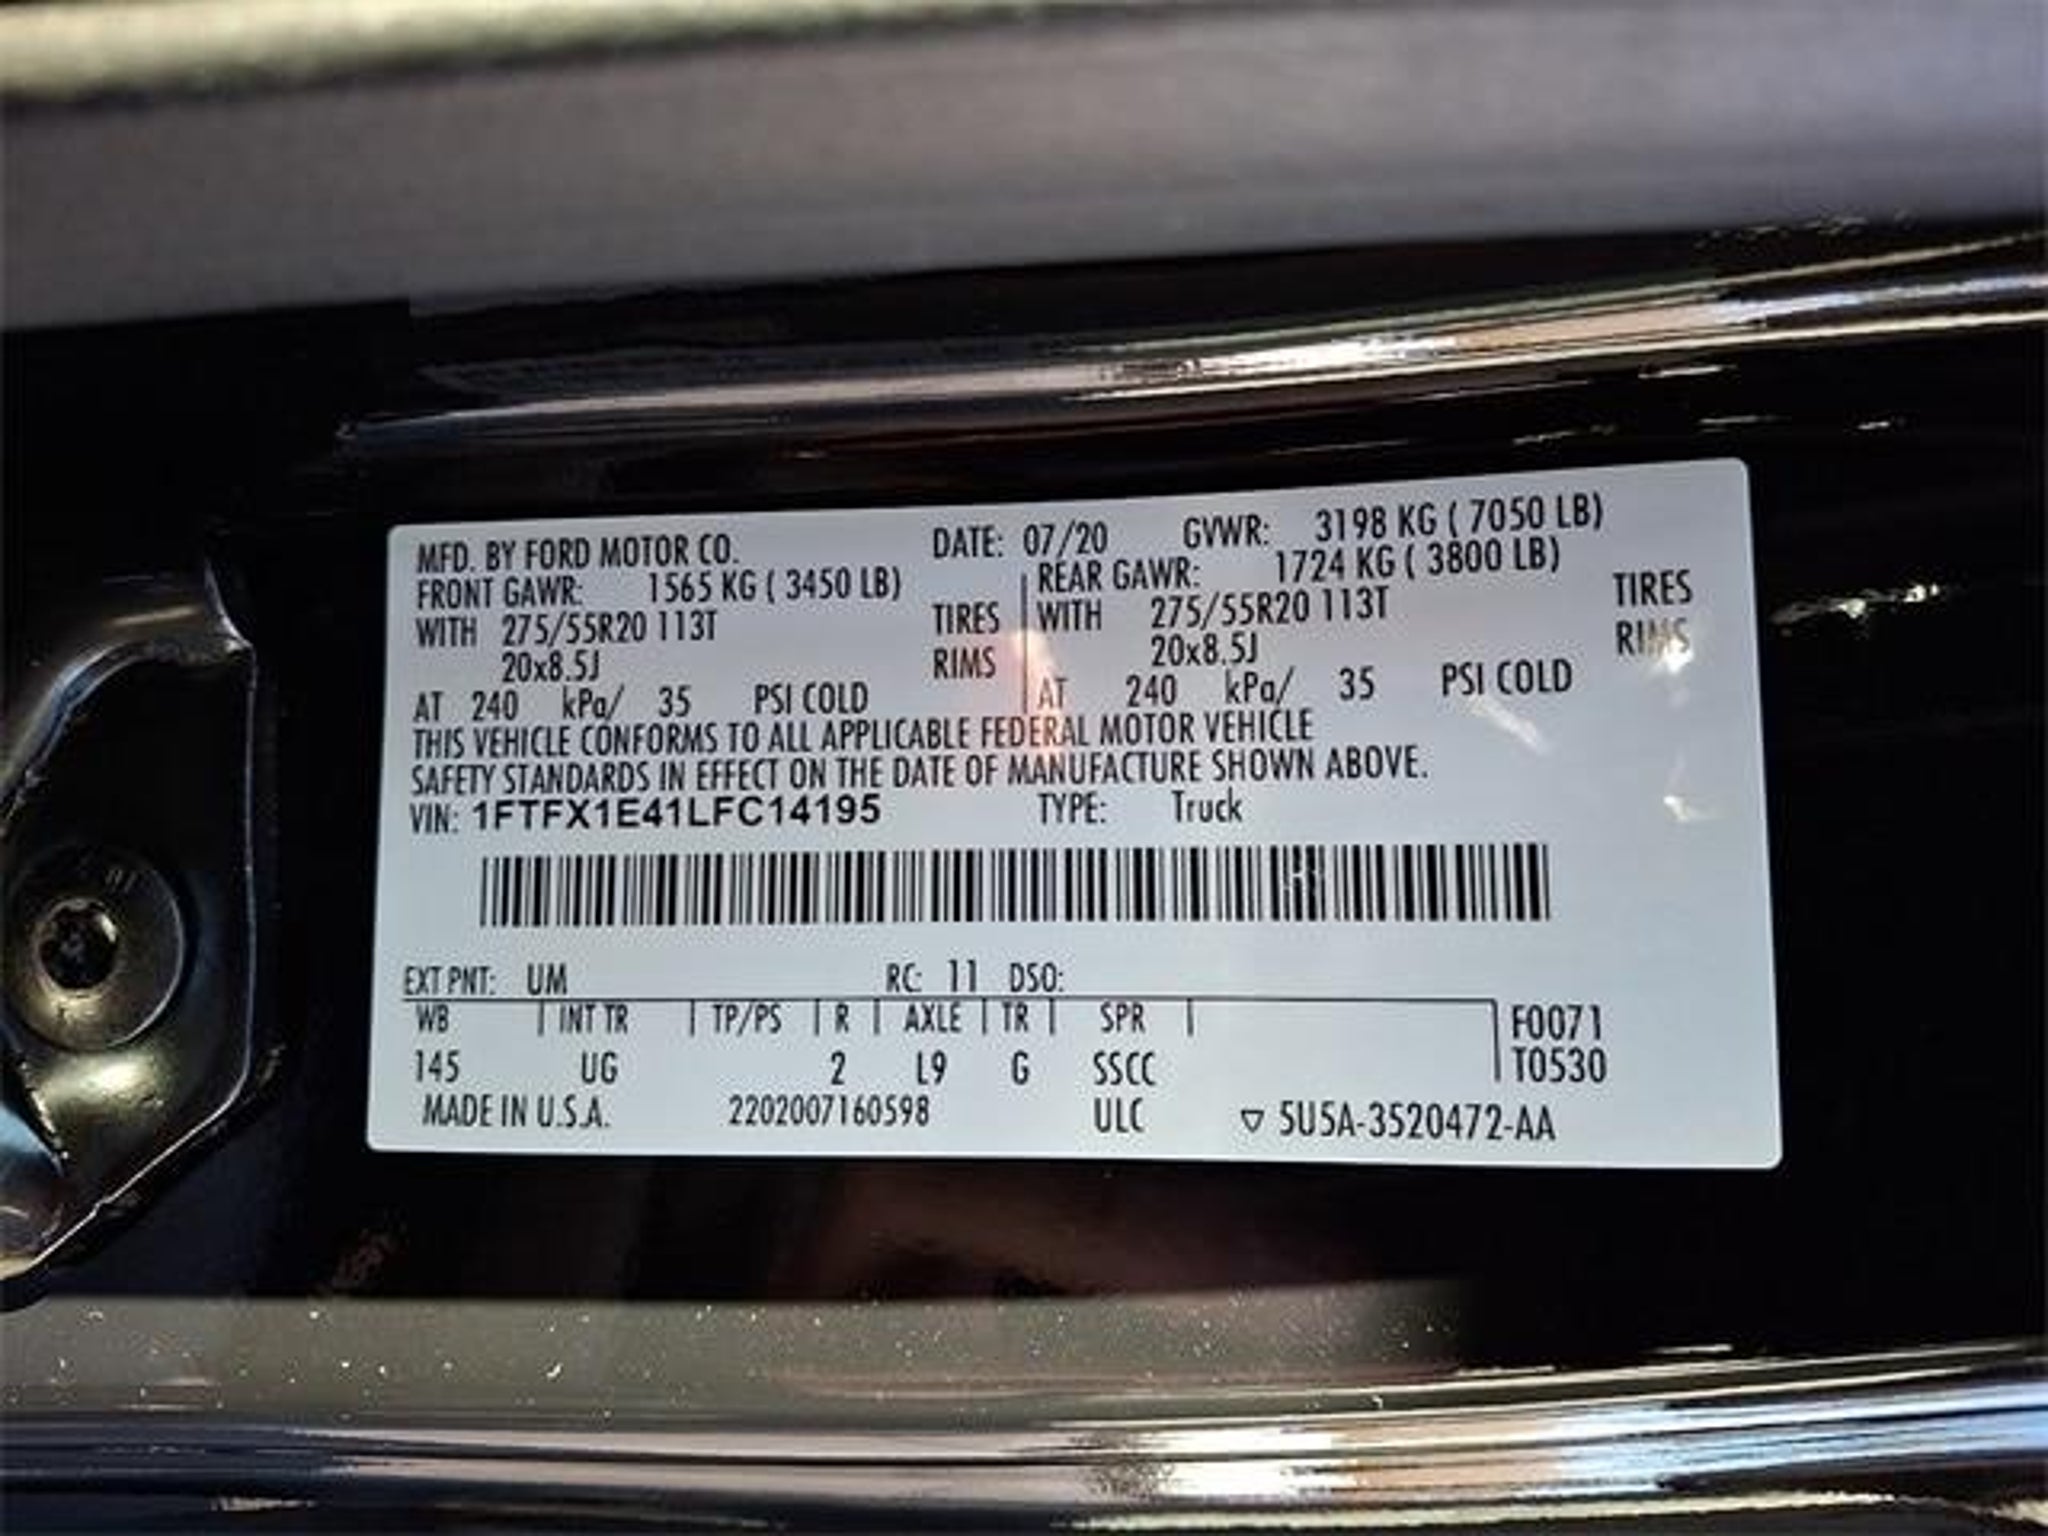 MFD. BY FORD MOTOR CO. DATE: 07/20 GVWR: 3198 KG ( 7050 LB)
FRONT GAWR: 1565 KG ( 3450 LB) REAR GAWR: 1724 KG ( 3800 LB)
WITH 275/55R20 113T TIRES WITH 275/55R20 113T TIRES
20x8.5J RIMS 20x8.5J RIMS
AT 240 kPa/ 35 PSI COLD AT 240 kPa/ 35 PSI COLD
THIS VEHICLE CONFORMS TO ALL APPLICABLE FEDERAL MOTOR VEHICLE
SAFETY STANDARDS IN EFFECT ON THE DATE OF MANUFACTURE SHOWN ABOVE.
VIN: 1FTFX1E41LFC14195 TYPE: Truck
EXT PNT: UM RC: 11 DSO:
WB INT TR TP/PS R AXLE TR SPR F0071
145 UG 2 L9 G SSCC T0530
MADE IN U.S.A. 2202007160598 ULC ▽ 5U5A-3520472-AA